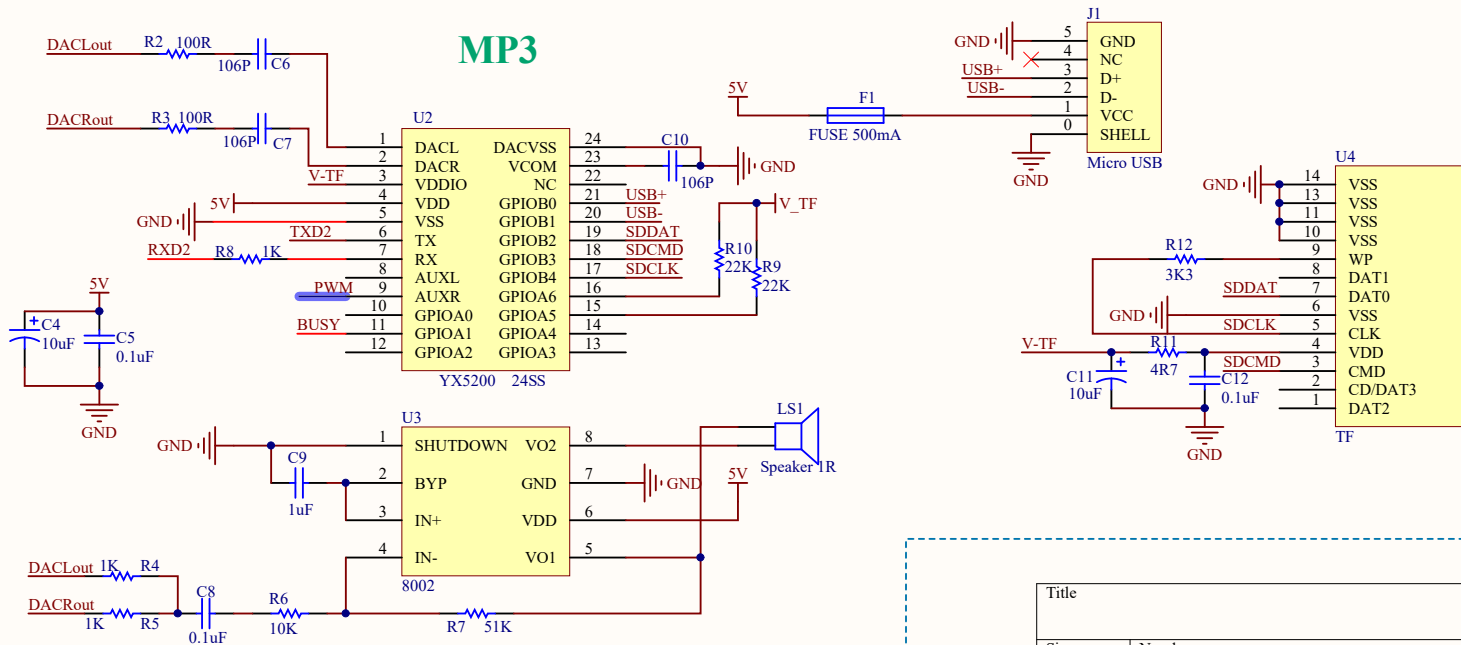 MP3
DACLout R2 100R 106P C6
DACRout R3 100R 106P C7
U2
1 DACL DACVSS 24
2 DACR VCOM 23
V-TF 3 VDDIO NC 22
5V 4 VDD GPIOB0 21 USB+
GND 5 VSS GPIOB1 20 USB-
TXD2 6 TX GPIOB2 19 SDDAT
RXD2 R8 1K 7 RX GPIOB3 18 SDCMD
8 AUXL GPIOB4 17 SDCLK
PWM 9 AUXR GPIOA6 16
10 GPIOA0 GPIOA5 15
BUSY 11 GPIOA1 GPIOA4 14
12 GPIOA2 GPIOA3 13
YX5200 24SS
C10
106P
GND
V_TF
R10
22K
R9
22K
5V
C4
10uF
C5
0.1uF
GND
J1
GND 5 GND
4 NC
USB+ 3 D+
USB- 2 D-
5V F1 1 VCC
FUSE 500mA
0 SHELL
GND
Micro USB
U4
GND 14 VSS
13 VSS
11 VSS
10 VSS
R12 3K3 9 WP
8 DAT1
SDDAT 7 DAT0
GND 6 VSS
SDCLK 5 CLK
V-TF R11 4R7 4 VDD
SDCMD 3 CMD
2 CD/DAT3
1 DAT2
TF
C11
10uF
C12
0.1uF
GND
U3
GND 1 SHUTDOWN VO2 8
2 BYP GND 7 GND
3 IN+ VDD 6 5V
4 IN- VO1 5
8002
C9
1uF
LS1
Speaker 1R
DACLout 1K R4
DACRout 1K R5
C8
0.1uF
R6
10K
R7 51K
Title